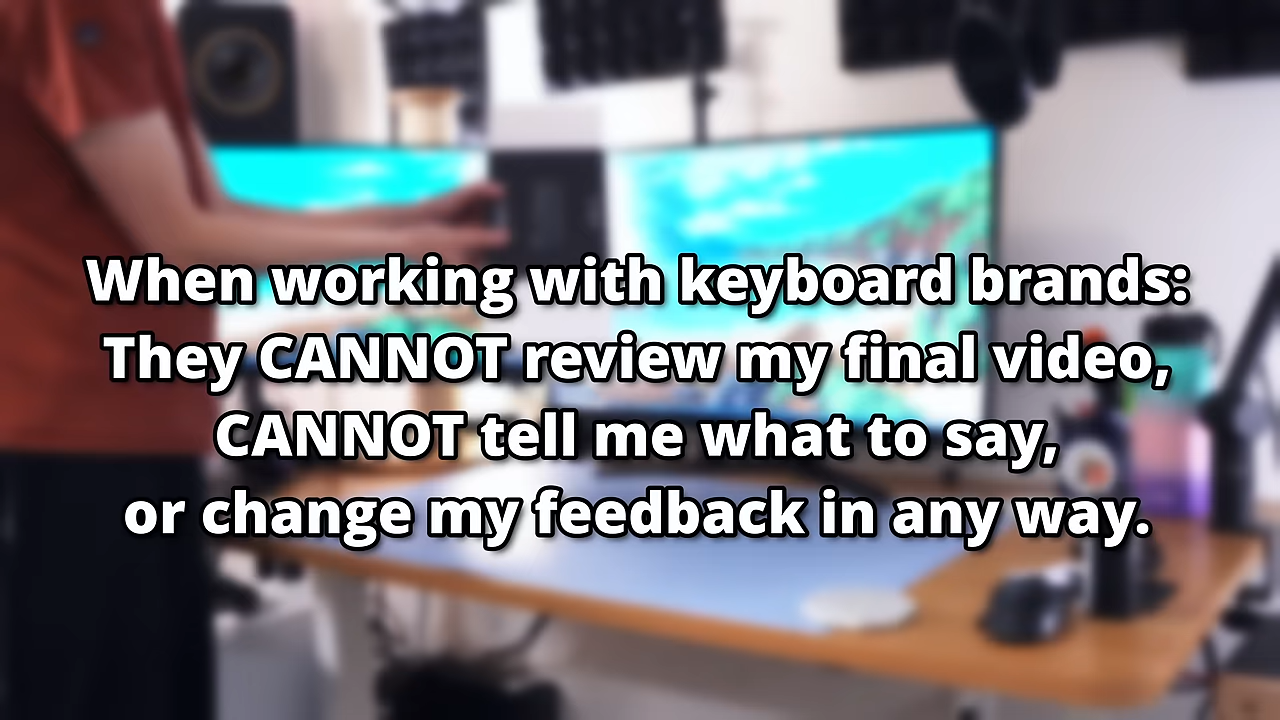 When working with keyboard brands:
They CANNOT review my final video,
CANNOT tell me what to say,
or change my feedback in any way.